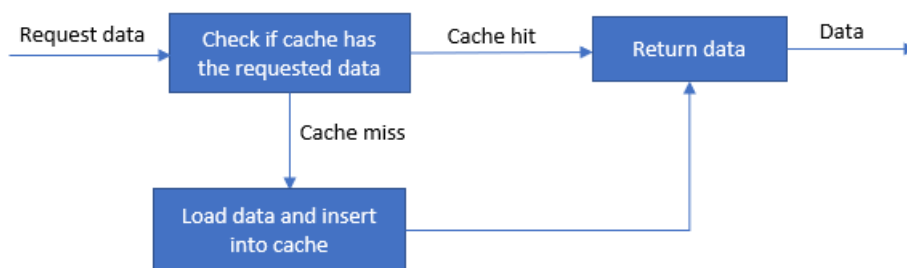 Request data
Check if cache has
the requested data
Cache hit
Return data
Data
Cache miss
Load data and insert
into cache